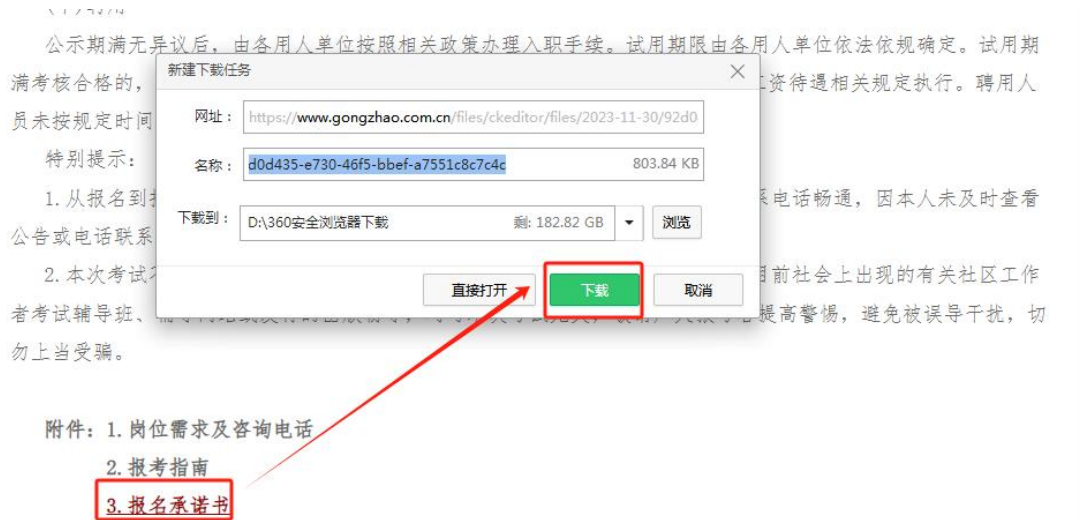 公示期满无异议后，由各用人单位按照相关政策办理入职手续。试用期限由各用人单位依法依规确定。试用期
满考核合格的，
资待遇相关规定执行。聘用人
员未按规定时间
特别提示：
1.从报名到
电话畅通，因本人未及时查看
公告或电话联系
2.本次考试
目前社会上出现的有关社区工作
者考试辅导班、
提高警惕，避免被误导干扰，切
勿上当受骗。
新建下载任务
网址：
https://www.gongzhao.com.cn/files/ckeditor/files/2023-11-30/92d0
名称：
d0d435-e730-46f5-bbef-a7551c8c7c4c 803.84 KB
下载到：
D:\360安全浏览器下载 剩: 182.82 GB 浏览
直接打开 下载 取消
附件：1.岗位需求及咨询电话
2.报考指南
3.报名承诺书